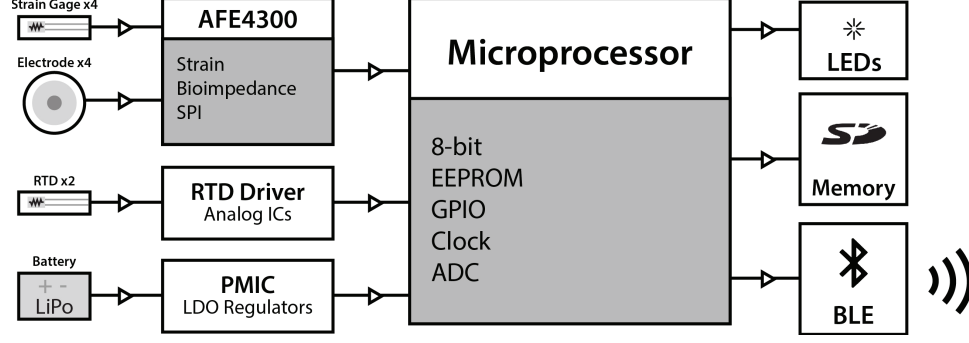 Strain Gage x4
AFE4300
Strain
Bioimpedance
SPI
Electrode x4
RTD x2
RTD Driver
Analog ICs
Battery
+ -
LiPo
PMIC
LDO Regulators
Microprocessor
8-bit
EEPROM
GPIO
Clock
ADC
LEDs
SD
Memory
BLE